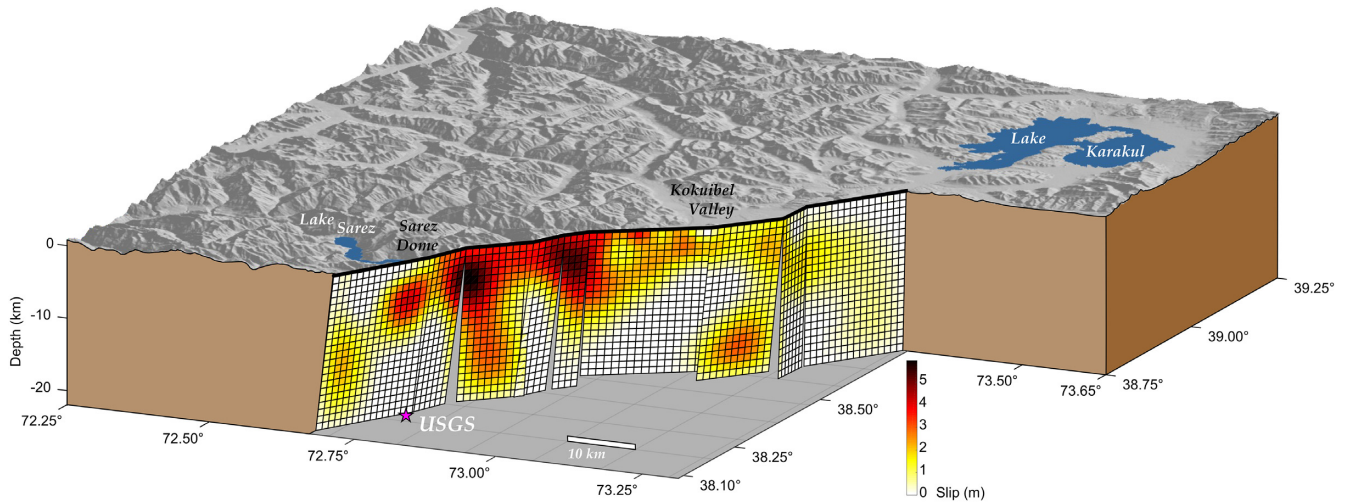 Lake
Karakul
Kokuibel
Valley
Lake
Sarez
Sarez
Dome
0
-10
-20
Depth (km)
72.25°
72.50°
72.75°
73.00°
73.25°
38.10°
38.25°
38.50°
73.50°
73.65°
38.75°
39.00°
39.25°
USGS
10 km
5
4
3
2
1
0 Slip (m)